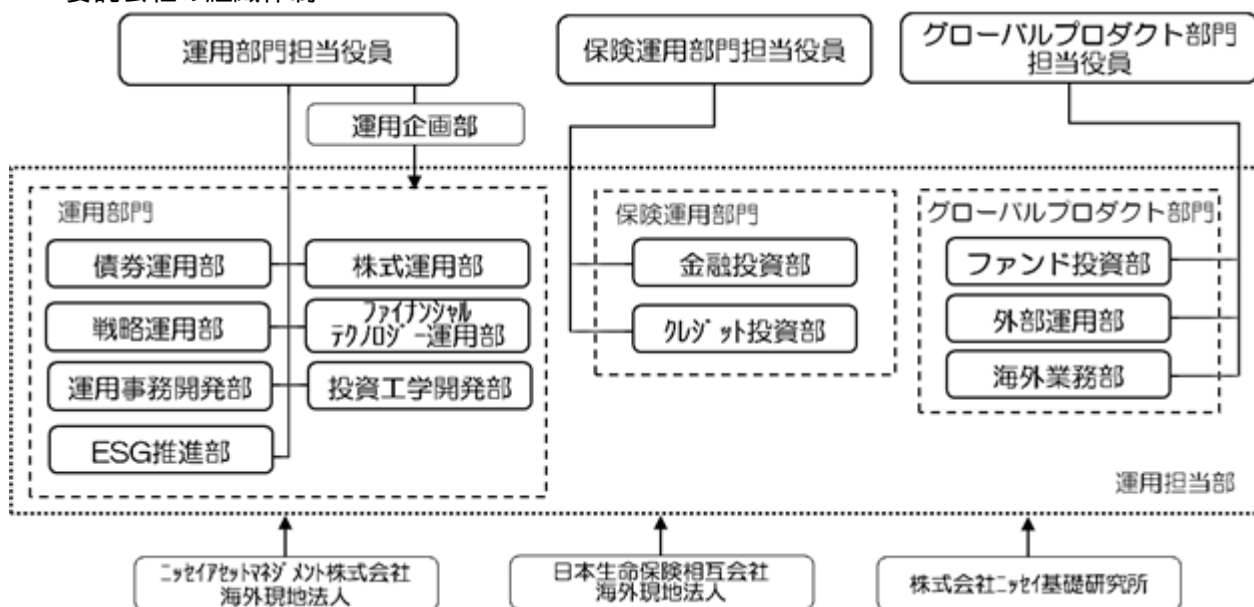 運用部門担当役員
保険運用部門担当役員
グローバルプロダクト部門
担当役員
運用企画部
運用部門
債券運用部
株式運用部
戦略運用部
ファイナンシャル
テクノロジー運用部
運用事務開発部
投資工学開発部
ESG推進部
保険運用部門
金融投資部
クレジット投資部
グローバルプロダクト部門
ファンド投資部
外部運用部
海外業務部
運用担当部
ニッセイアセットマネジメント株式会社
海外現地法人
日本生命保険相互会社
海外現地法人
株式会社ニッセイ基礎研究所